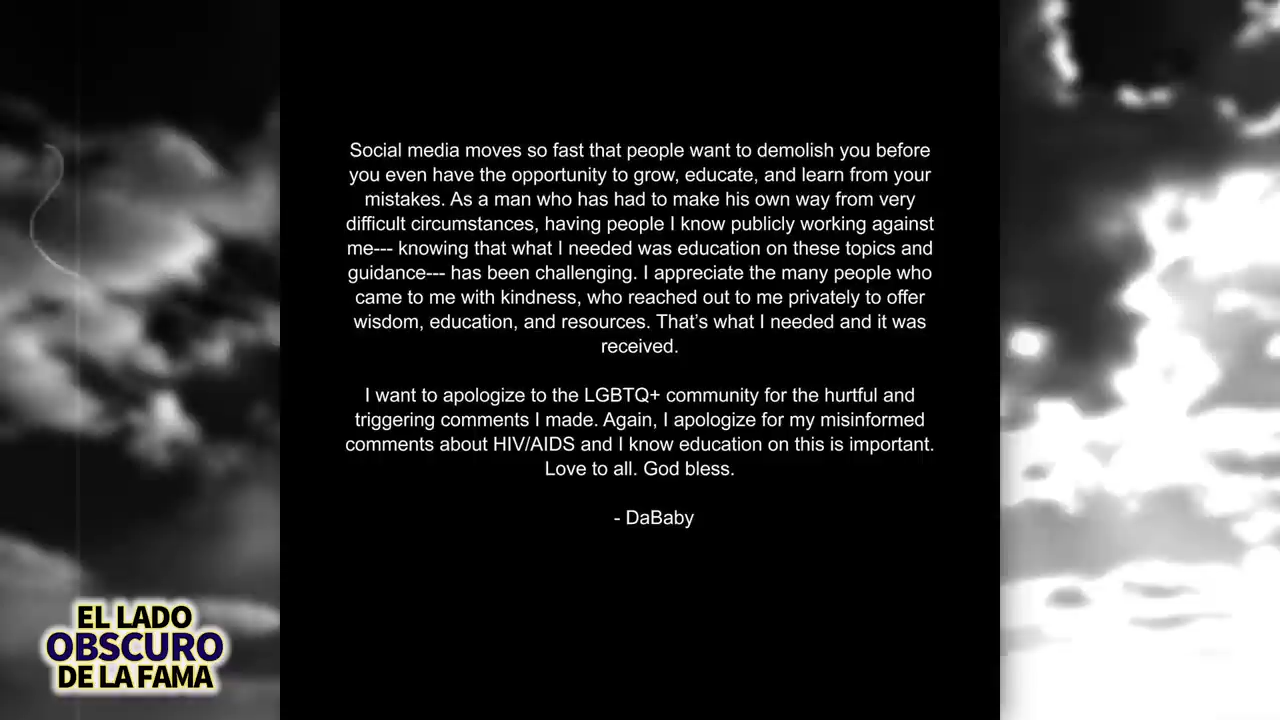 Social media moves so fast that people want to demolish you before
you even have the opportunity to grow, educate, and learn from your
mistakes. As a man who has had to make his own way from very
difficult circumstances, having people I know publicly working against
me--- knowing that what I needed was education on these topics and
guidance--- has been challenging. I appreciate the many people who
came to me with kindness, who reached out to me privately to offer
wisdom, education, and resources. That’s what I needed and it was
received.
I want to apologize to the LGBTQ+ community for the hurtful and
triggering comments I made. Again, I apologize for my misinformed
comments about HIV/AIDS and I know education on this is important.
Love to all. God bless.
- DaBaby
EL LADO
OBSCURO
DE LA FAMA